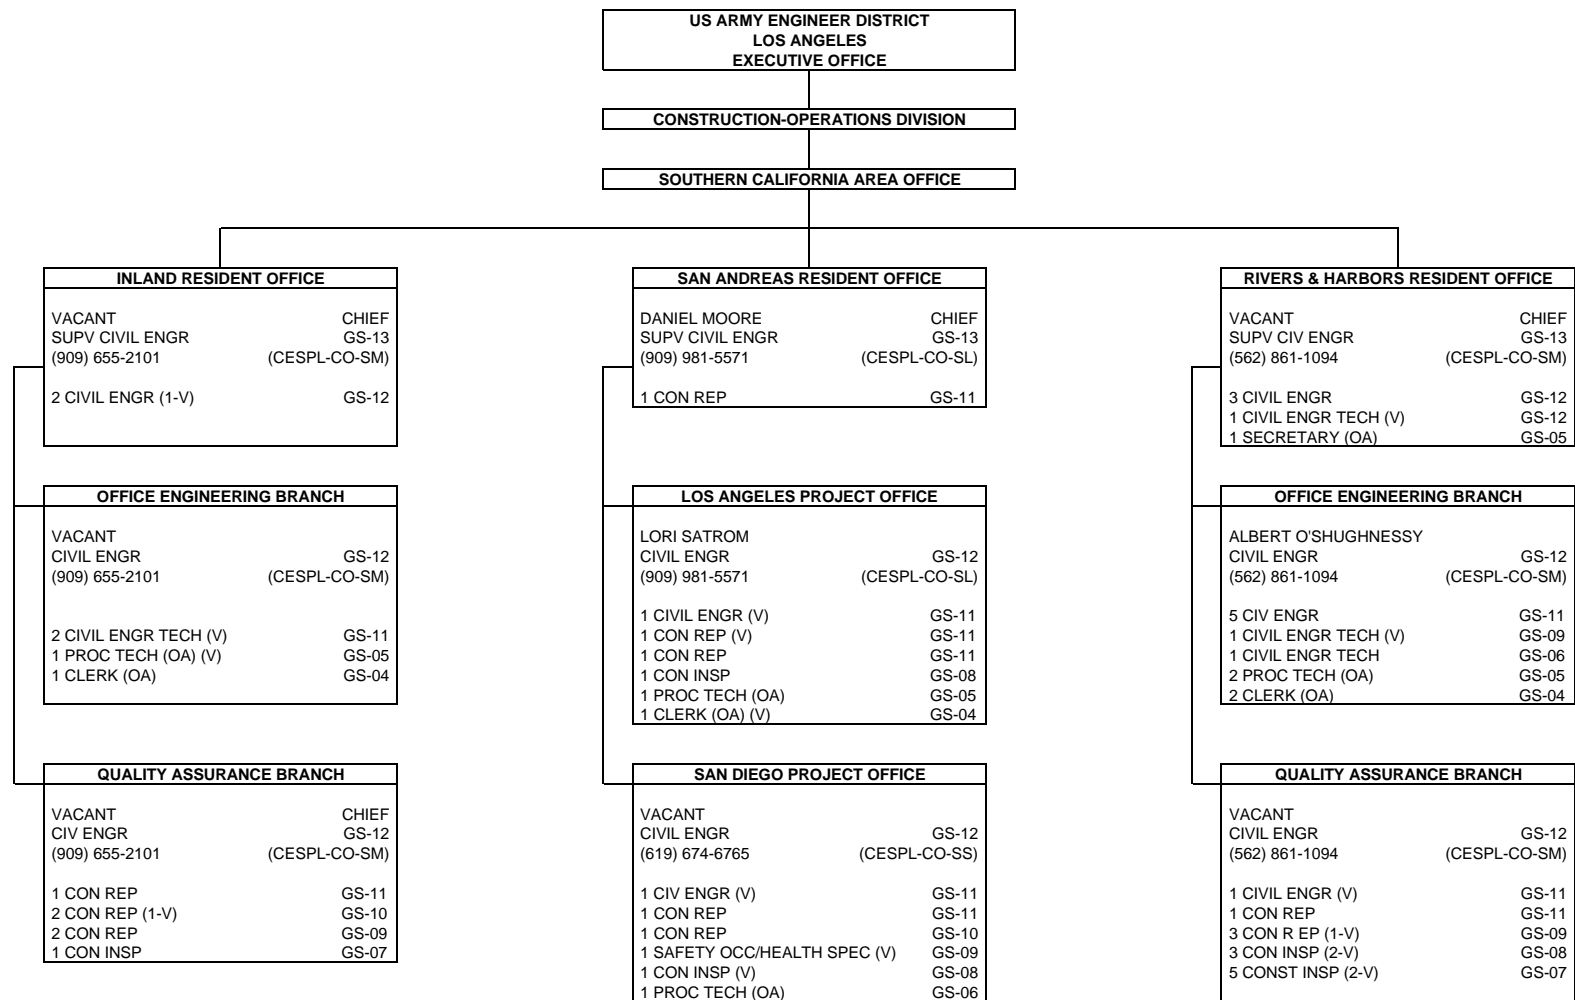 US ARMY ENGINEER DISTRICT
LOS ANGELES
EXECUTIVE OFFICE
CONSTRUCTION-OPERATIONS DIVISION
SOUTHERN CALIFORNIA AREA OFFICE
INLAND RESIDENT OFFICE
VACANT CHIEF
SUPV CIVIL ENGR GS-13
(909) 655-2101 (CESPL-CO-SM)
2 CIVIL ENGR (1-V) GS-12
OFFICE ENGINEERING BRANCH
VACANT
CIVIL ENGR GS-12
(909) 655-2101 (CESPL-CO-SM)
2 CIVIL ENGR TECH (V) GS-11
1 PROC TECH (OA) (V) GS-05
1 CLERK (OA) GS-04
QUALITY ASSURANCE BRANCH
VACANT CHIEF
CIV ENGR GS-12
(909) 655-2101 (CESPL-CO-SM)
1 CON REP GS-11
2 CON REP (1-V) GS-10
2 CON REP GS-09
1 CON INSP GS-07
SAN ANDREAS RESIDENT OFFICE
DANIEL MOORE CHIEF
SUPV CIVIL ENGR GS-13
(909) 981-5571 (CESPL-CO-SL)
1 CON REP GS-11
LOS ANGELES PROJECT OFFICE
LORI SATROM
CIVIL ENGR GS-12
(909) 981-5571 (CESPL-CO-SL)
1 CIVIL ENGR (V) GS-11
1 CON REP (V) GS-11
1 CON REP GS-11
1 CON INSP GS-08
1 PROC TECH (OA) GS-05
1 CLERK (OA) (V) GS-04
SAN DIEGO PROJECT OFFICE
VACANT
CIVIL ENGR GS-12
(619) 674-6765 (CESPL-CO-SS)
1 CIV ENGR (V) GS-11
1 CON REP GS-11
1 CON REP GS-10
1 SAFETY OCC/HEALTH SPEC (V) GS-09
1 CON INSP (V) GS-08
1 PROC TECH (OA) GS-06
RIVERS & HARBORS RESIDENT OFFICE
VACANT CHIEF
SUPV CIV ENGR GS-13
(562) 861-1094 (CESPL-CO-SM)
3 CIVIL ENGR GS-12
1 CIVIL ENGR TECH (V) GS-12
1 SECRETARY (OA) GS-05
OFFICE ENGINEERING BRANCH
ALBERT O'SHUGHNESSY
CIVIL ENGR GS-12
(562) 861-1094 (CESPL-CO-SM)
5 CIV ENGR GS-11
1 CIVIL ENGR TECH (V) GS-09
1 CIVIL ENGR TECH GS-06
2 PROC TECH (OA) GS-05
2 CLERK (OA) GS-04
QUALITY ASSURANCE BRANCH
VACANT
CIVIL ENGR GS-12
(562) 861-1094 (CESPL-CO-SM)
1 CIVIL ENGR (V) GS-11
1 CON REP GS-11
3 CON R EP (1-V) GS-09
3 CON INSP (2-V) GS-08
5 CONST INSP (2-V) GS-07